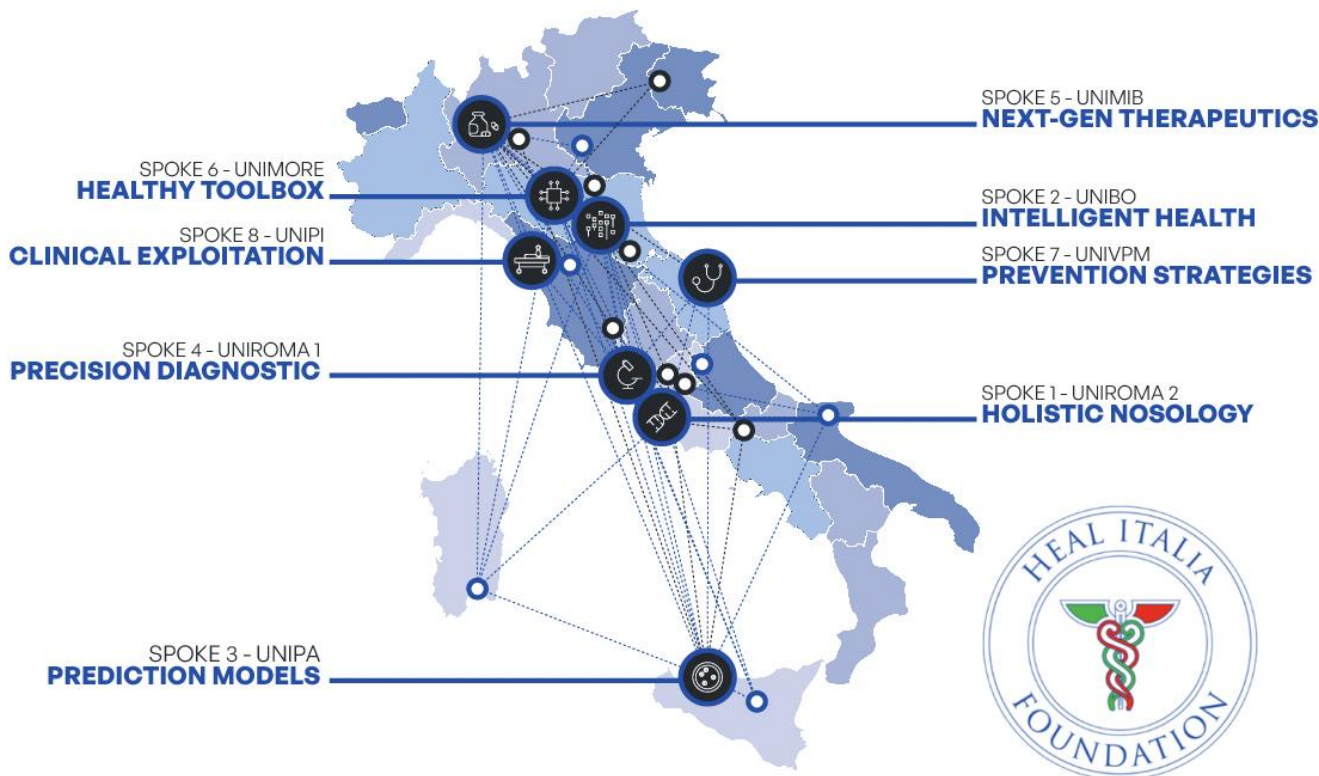 SPOKE 5 - UNIMIB
NEXT-GEN THERAPEUTICS
SPOKE 6 - UNIMORE
HEALTHY TOOLBOX
SPOKE 2 - UNIBO
INTELLIGENT HEALTH
SPOKE 8 - UNIPI
CLINICAL EXPLOITATION
SPOKE 7 - UNIVPM
PREVENTION STRATEGIES
SPOKE 4 - UNIROMA 1
PRECISION DIAGNOSTIC
SPOKE 1 - UNIROMA 2
HOLISTIC NOSOLOGY
SPOKE 3 - UNIPA
PREDICTION MODELS
HEAL ITALIA
FOUNDATION